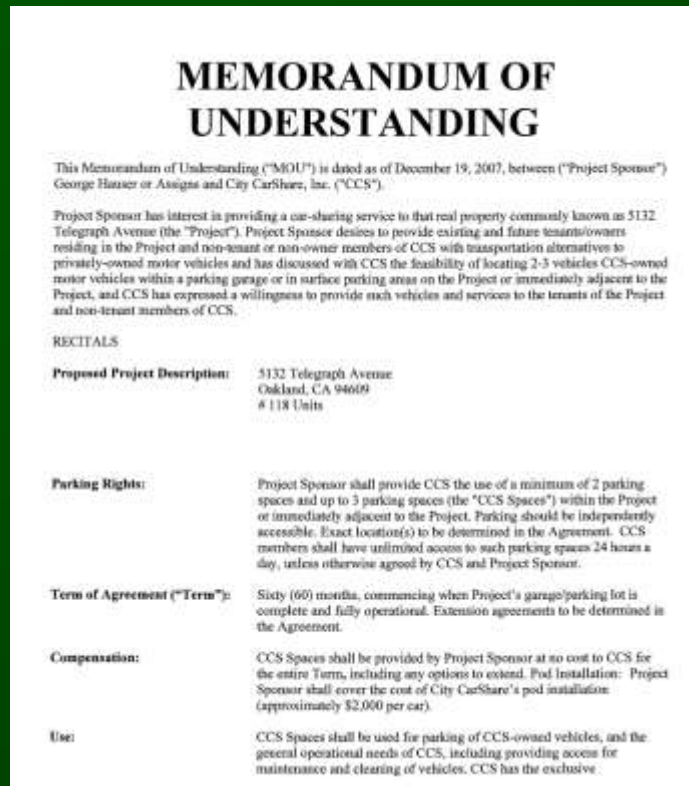 MEMORANDUM OF
UNDERSTANDING
This Memorandum of Understanding ("MOU") is dated as of December 19, 2007, between ("Project Sponsor")
George Hauser or Assigns and City CarShare, Inc. ("CCS").
Project Sponsor has interest in providing a car-sharing service to that real property commonly known as 5132
Telegraph Avenue (the "Project"). Project Sponsor desires to provide existing and future tenants/owners
residing in the Project and non-tenant or non-owner members of CCS with transportation alternatives to
privately-owned motor vehicles and has discussed with CCS the feasibility of locating 2-3 vehicles CCS-owned
motor vehicles within a parking garage or in surface parking areas on the Project or immediately adjacent to the
Project, and CCS has expressed a willingness to provide such vehicles and services to the tenants of the Project
and non-tenant members of CCS.
RECITALS
Proposed Project Description: 5132 Telegraph Avenue
Oakland, CA 94609
# 118 Units
Parking Rights: Project Sponsor shall provide CCS the use of a minimum of 2 parking
spaces and up to 3 parking spaces (the "CCS Spaces") within the Project
or immediately adjacent to the Project. Parking should be independently
accessible. Exact location(s) to be determined in the Agreement. CCS
members shall have unlimited access to such parking spaces 24 hours a
day, unless otherwise agreed by CCS and Project Sponsor.
Term of Agreement ("Term"): Sixty (60) months, commencing when Project's garage/parking lot is
complete and fully operational. Extension agreements to be determined in
the Agreement.
Compensation: CCS Spaces shall be provided by Project Sponsor at no cost to CCS for
the entire Term, including any options to extend. Pod Installation: Project
Sponsor shall cover the cost of City CarShare's pod installation
(approximately $2,000 per car).
Use: CCS Spaces shall be used for parking of CCS-owned vehicles, and the
general operational needs of CCS, including providing access for
maintenance and cleaning of vehicles. CCS has the exclusive